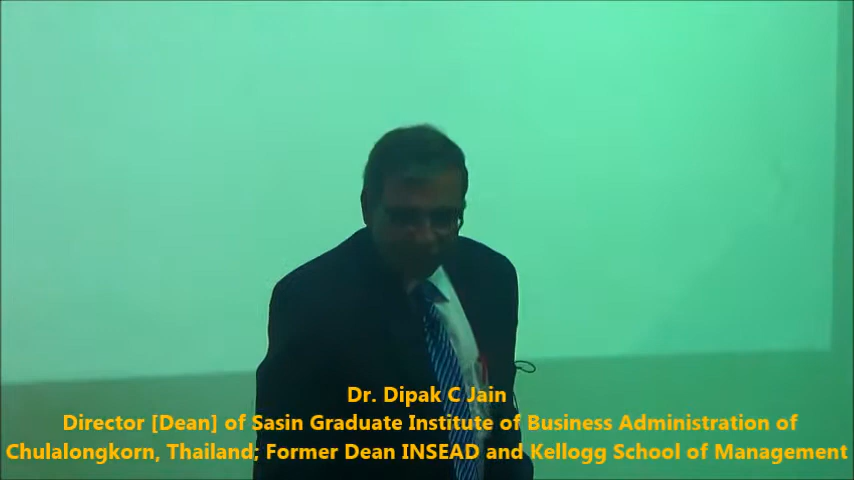 Dr. Dipak C Jain
Director [Dean] of Sasin Graduate Institute of Business Administration of
Chulalongkorn, Thailand; Former Dean INSEAD and Kellogg School of Management